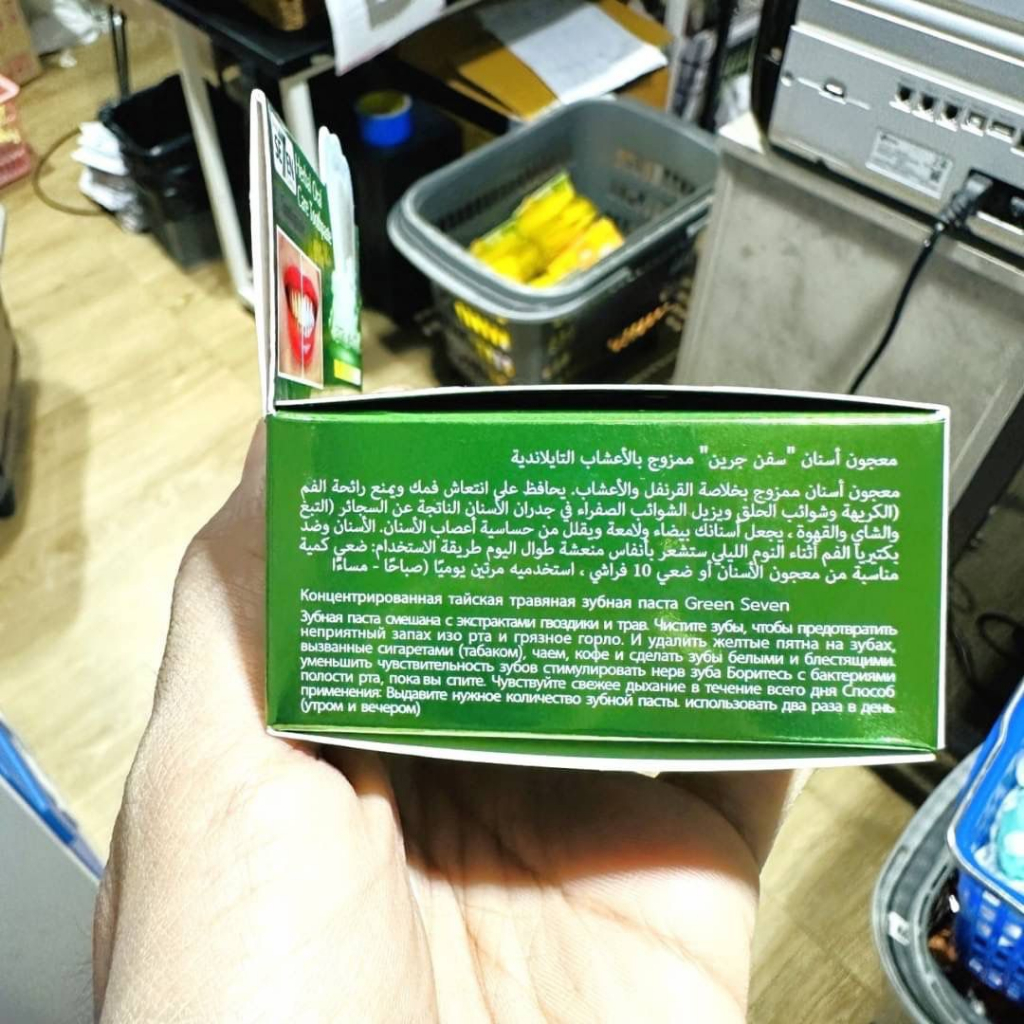 SE7EN
Herbal Oral
Care Toothpaste
معجون أسنان "سفن جرين" ممزوج بالأعشاب التايلاندية
معجون أسنان ممزوج بخلاصة القرنفل والأعشاب. يحافظ على انتعاش فمك ويمنع رائحة الفم
(الكريهة وشوائب الحلق ويزيل الشوائب الصفراء في جدران الأسنان الناتجة عن السجائر (التبغ
والشاي والقهوة ، يجعل أسنانك بيضاء ولامعة ويقلل من حساسية أعصاب الأسنان. الأسنان وضد
بكتيريا الفم أثناء النوم الليلي ستشعر بأنفاس منعشة طوال اليوم طريقة الاستخدام: ضعي كمية
مناسبة من معجون الأسنان أو ضعي 10 فراشي ، استخدميه مرتين يوميًا (صباحًا - مساءًا
Концентрированная тайская травяная зубная паста Green Seven
Зубная паста смешана с экстрактами гвоздики и трав. Чистите зубы, чтобы предотвратить
неприятный запах изо рта и грязное горло. И удалить желтые пятна на зубах,
вызванные сигаретами (табаком), чаем, кофе и сделать зубы белыми и блестящими.
уменьшить чувствительность зубов стимулировать нерв зуба Боритесь с бактериями
полости рта, пока вы спите. Чувствуйте свежее дыхание в течение всего дня Способ
применения: Выдавите нужное количество зубной пасты. использовать два раза в день
(утром и вечером)